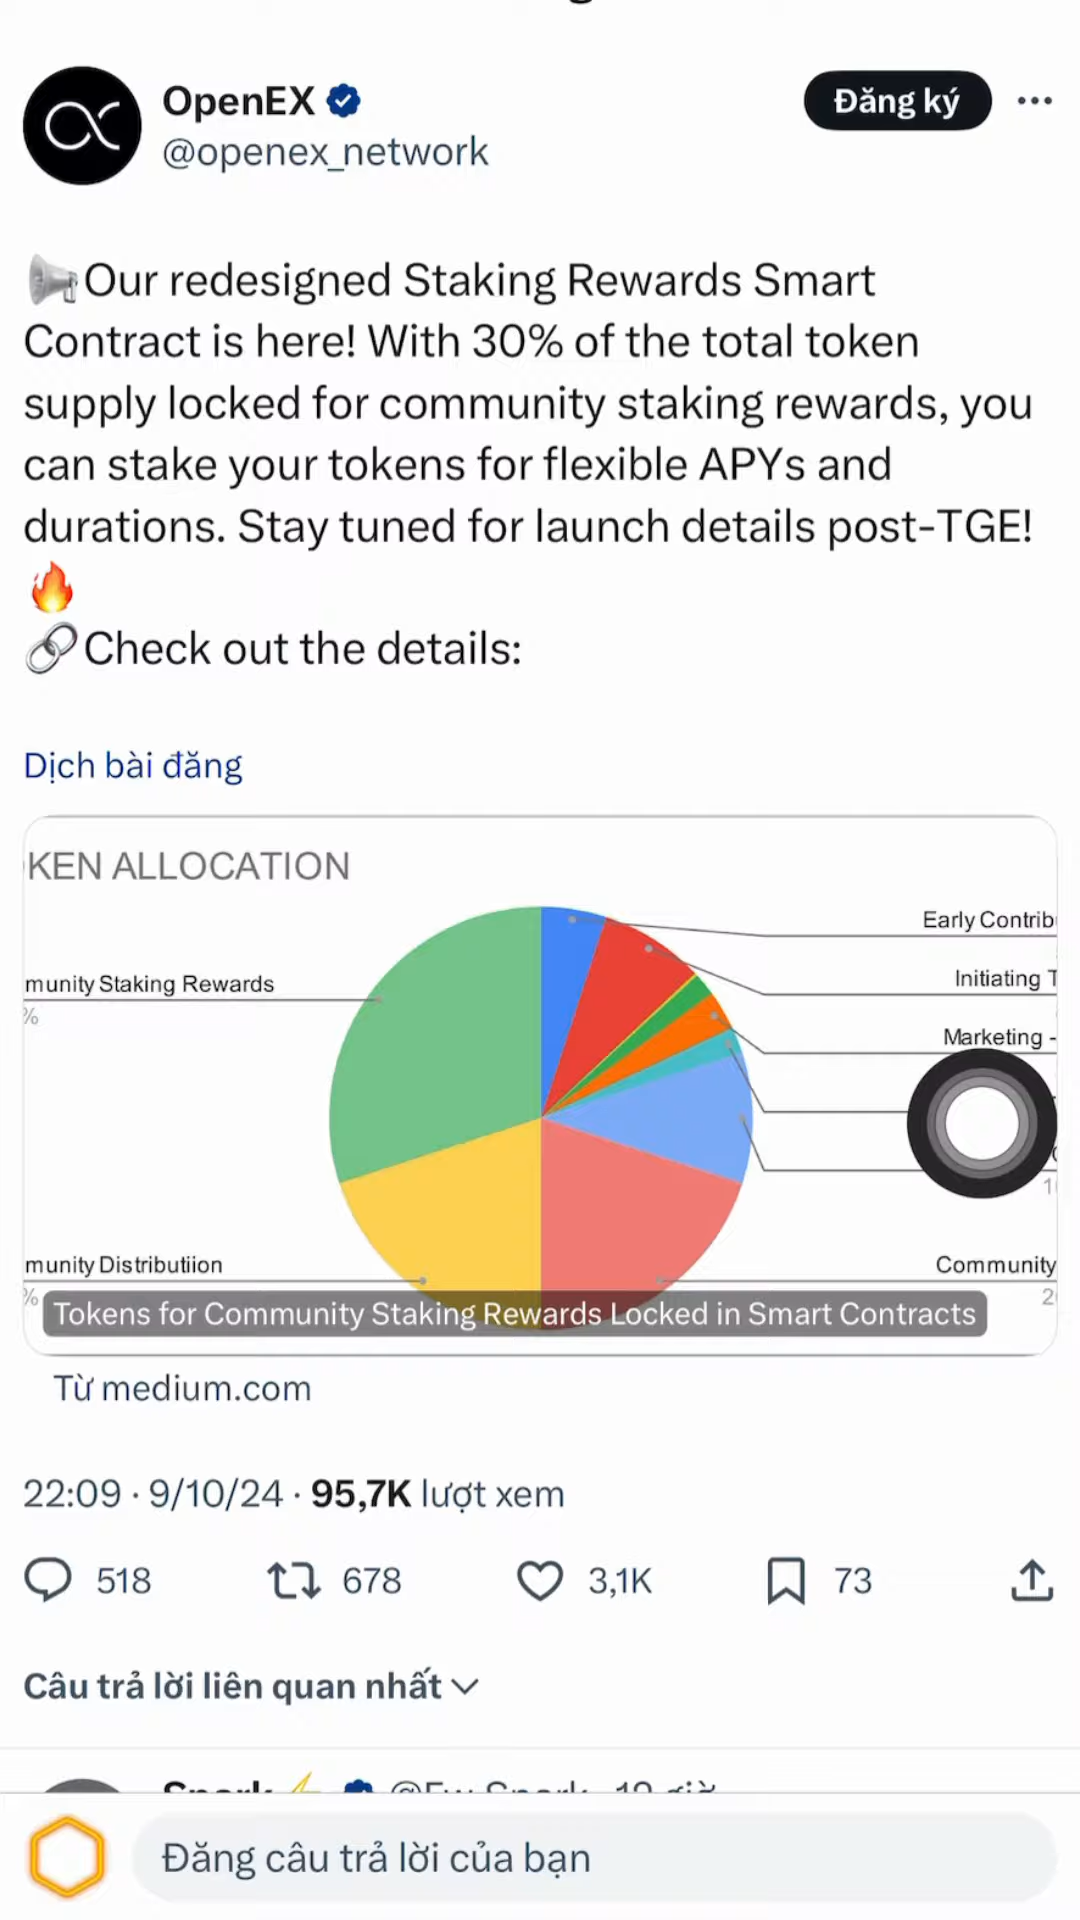 OpenEX
Đăng ký
@openex_network
Our redesigned Staking Rewards Smart
Contract is here! With 30% of the total token
supply locked for community staking rewards, you
can stake your tokens for flexible APYs and
durations. Stay tuned for launch details post-TGE!
Check out the details:
Dịch bài đăng
KEN ALLOCATION
Early Contrib
munity Staking Rewards
%
Initiating T
Marketing -
munity Distributiion
%
Community
Tokens for Community Staking Rewards Locked in Smart Contracts
Từ medium.com
22:09 · 9/10/24 · 95,7K lượt xem
518
678
3,1K
73
Câu trả lời liên quan nhất
Đăng câu trả lời của bạn